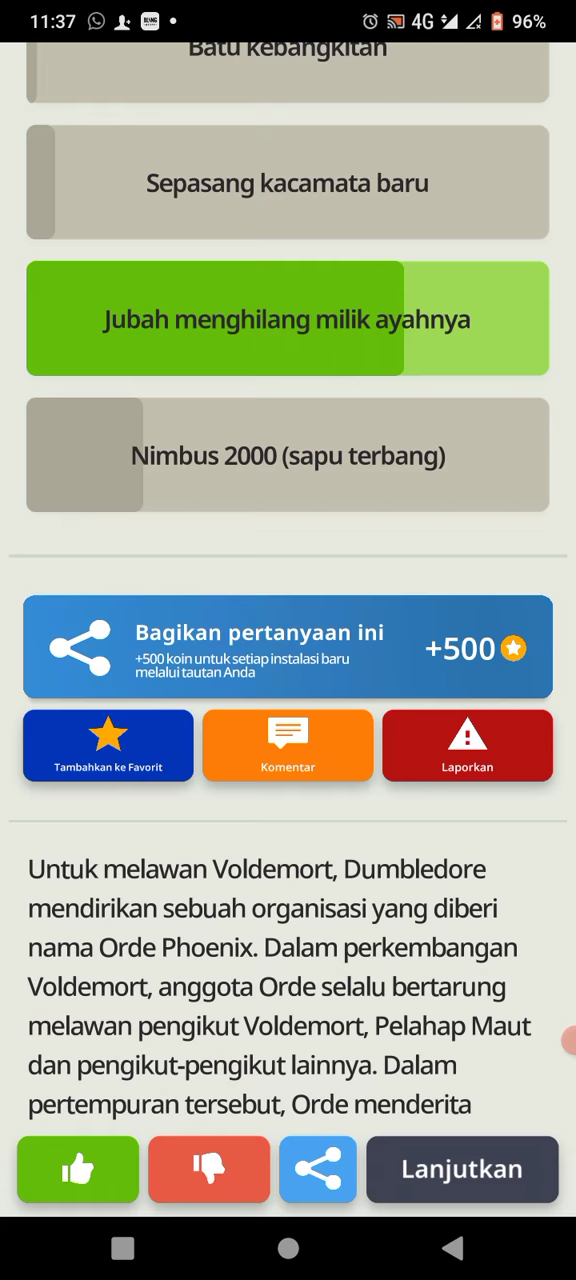 11:37
4G
96%
Batu kebangkitan
Sepasang kacamata baru
Jubah menghilang milik ayahnya
Nimbus 2000 (sapu terbang)
Bagikan pertanyaan ini
+500 koin untuk setiap instalasi baru
melalui tautan Anda
+500
Tambahkan ke Favorit
Komentar
Laporkan
Untuk melawan Voldemort, Dumbledore
mendirikan sebuah organisasi yang diberi
nama Orde Phoenix. Dalam perkembangan
Voldemort, anggota Orde selalu bertarung
melawan pengikut Voldemort, Pelahap Maut
dan pengikut-pengikut lainnya. Dalam
pertempuran tersebut, Orde menderita
Lanjutkan